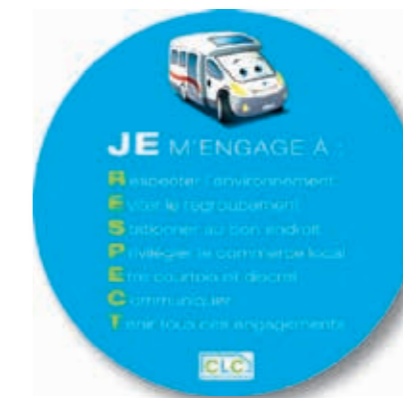 JE M'ENGAGE À :
Respecter l'environnement
Eviter le regroupement
Stationner au bon endroit
Privilégier le commerce local
Etre courtois et discret
Communiquer
Tenir tous ces engagements
CLC